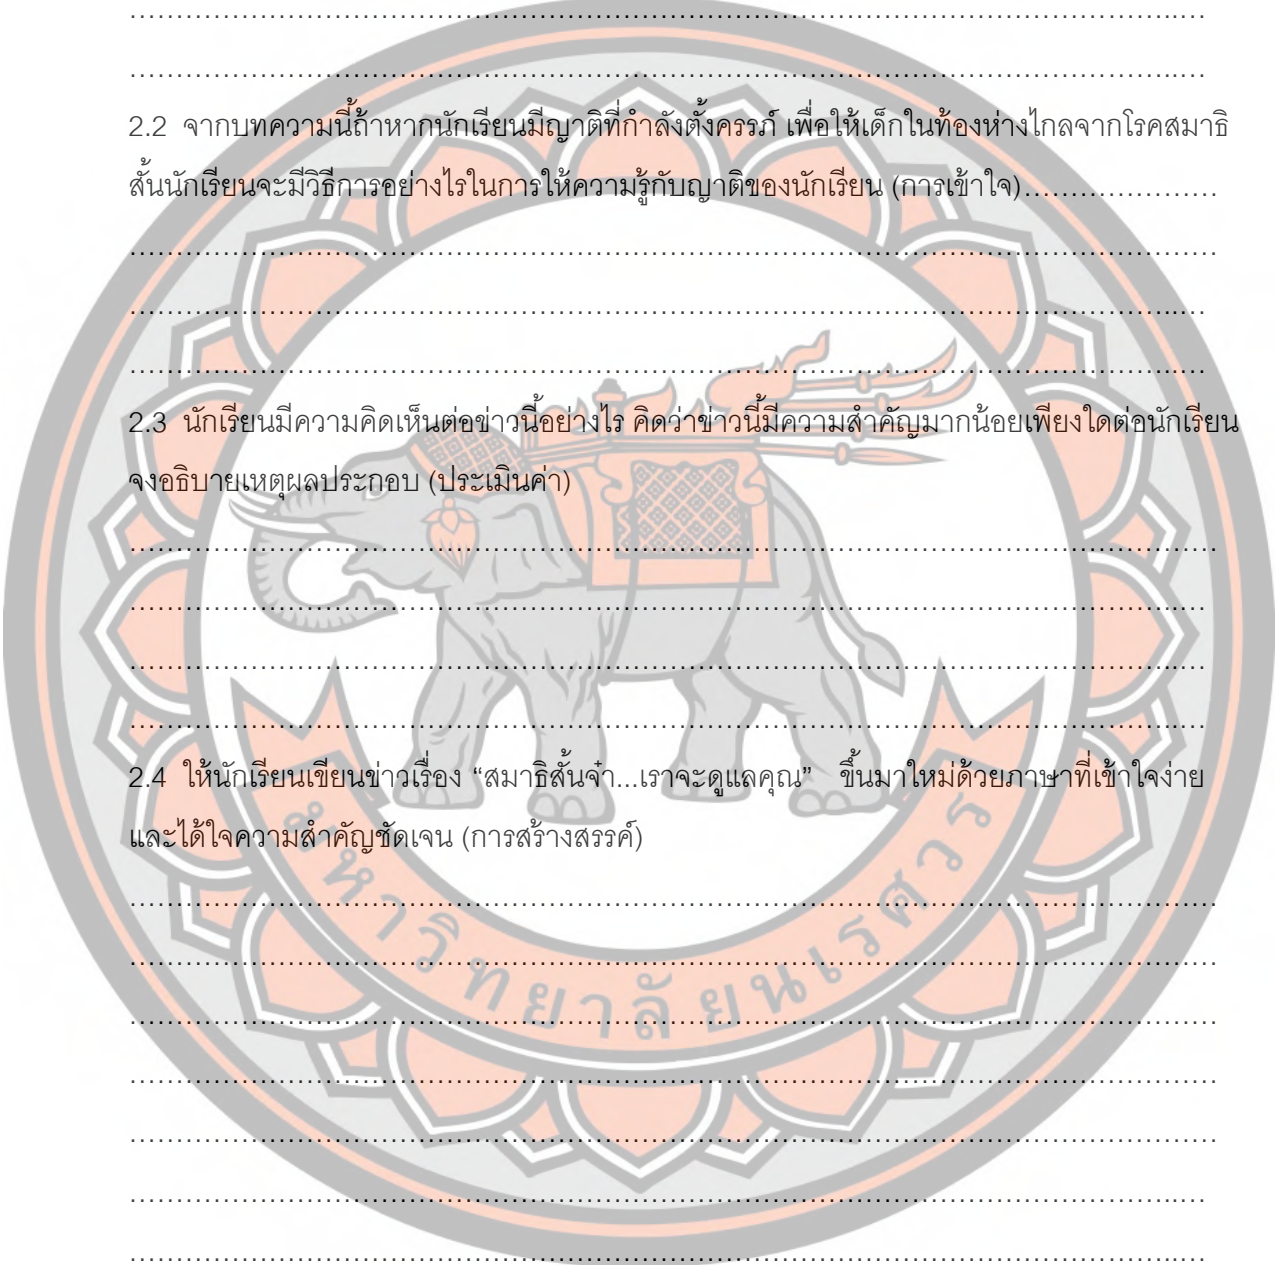 ……………………………………………………………………………………………………
……………………………………………………………………………………………………
2.2 จากบทความนี้ถ้าหากนักเรียนมีญาติที่กำลังตั้งครรภ์ เพื่อให้เด็กในท้องห่างไกลจากโรคสมาธิ
สั้นนักเรียนจะมีวิธีการอย่างไรในการให้ความรู้กับญาติของนักเรียน (การเข้าใจ)…………………
……………………………………………………………………………………………………
……………………………………………………………………………………………………
……………………………………………………………………………………………………
2.3 นักเรียนมีความคิดเห็นต่อข่าวนี้อย่างไร คิดว่าข่าวนี้มีความสำคัญมากน้อยเพียงใดต่อนักเรียน
จงอธิบายเหตุผลประกอบ (ประเมินค่า)
……………………………………………………………………………………………………
……………………………………………………………………………………………………
……………………………………………………………………………………………………
……………………………………………………………………………………………………
2.4 ให้นักเรียนเขียนข่าวเรื่อง “สมาธิสั้นจ๋า...เราจะดูแลคุณ” ขึ้นมาใหม่ด้วยภาษาที่เข้าใจง่าย
และได้ใจความสำคัญชัดเจน (การสร้างสรรค์)
……………………………………………………………………………………………………
……………………………………………………………………………………………………
……………………………………………………………………………………………………
……………………………………………………………………………………………………
……………………………………………………………………………………………………
……………………………………………………………………………………………………
……………………………………………………………………………………………………
มหาวิทยาลัยนเรศวร